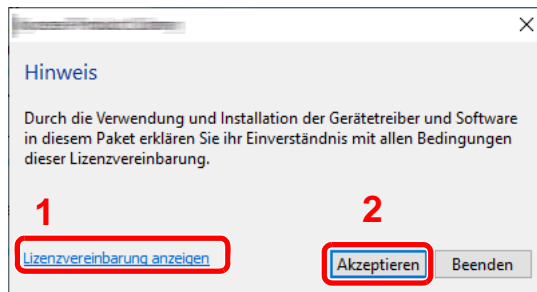 Hinweis
Durch die Verwendung und Installation der Gerätetreiber und Software
in diesem Paket erklären Sie ihr Einverständnis mit allen Bedingungen
dieser Lizenzvereinbarung.
1
2
Lizenzvereinbarung anzeigen
Akzeptieren
Beenden